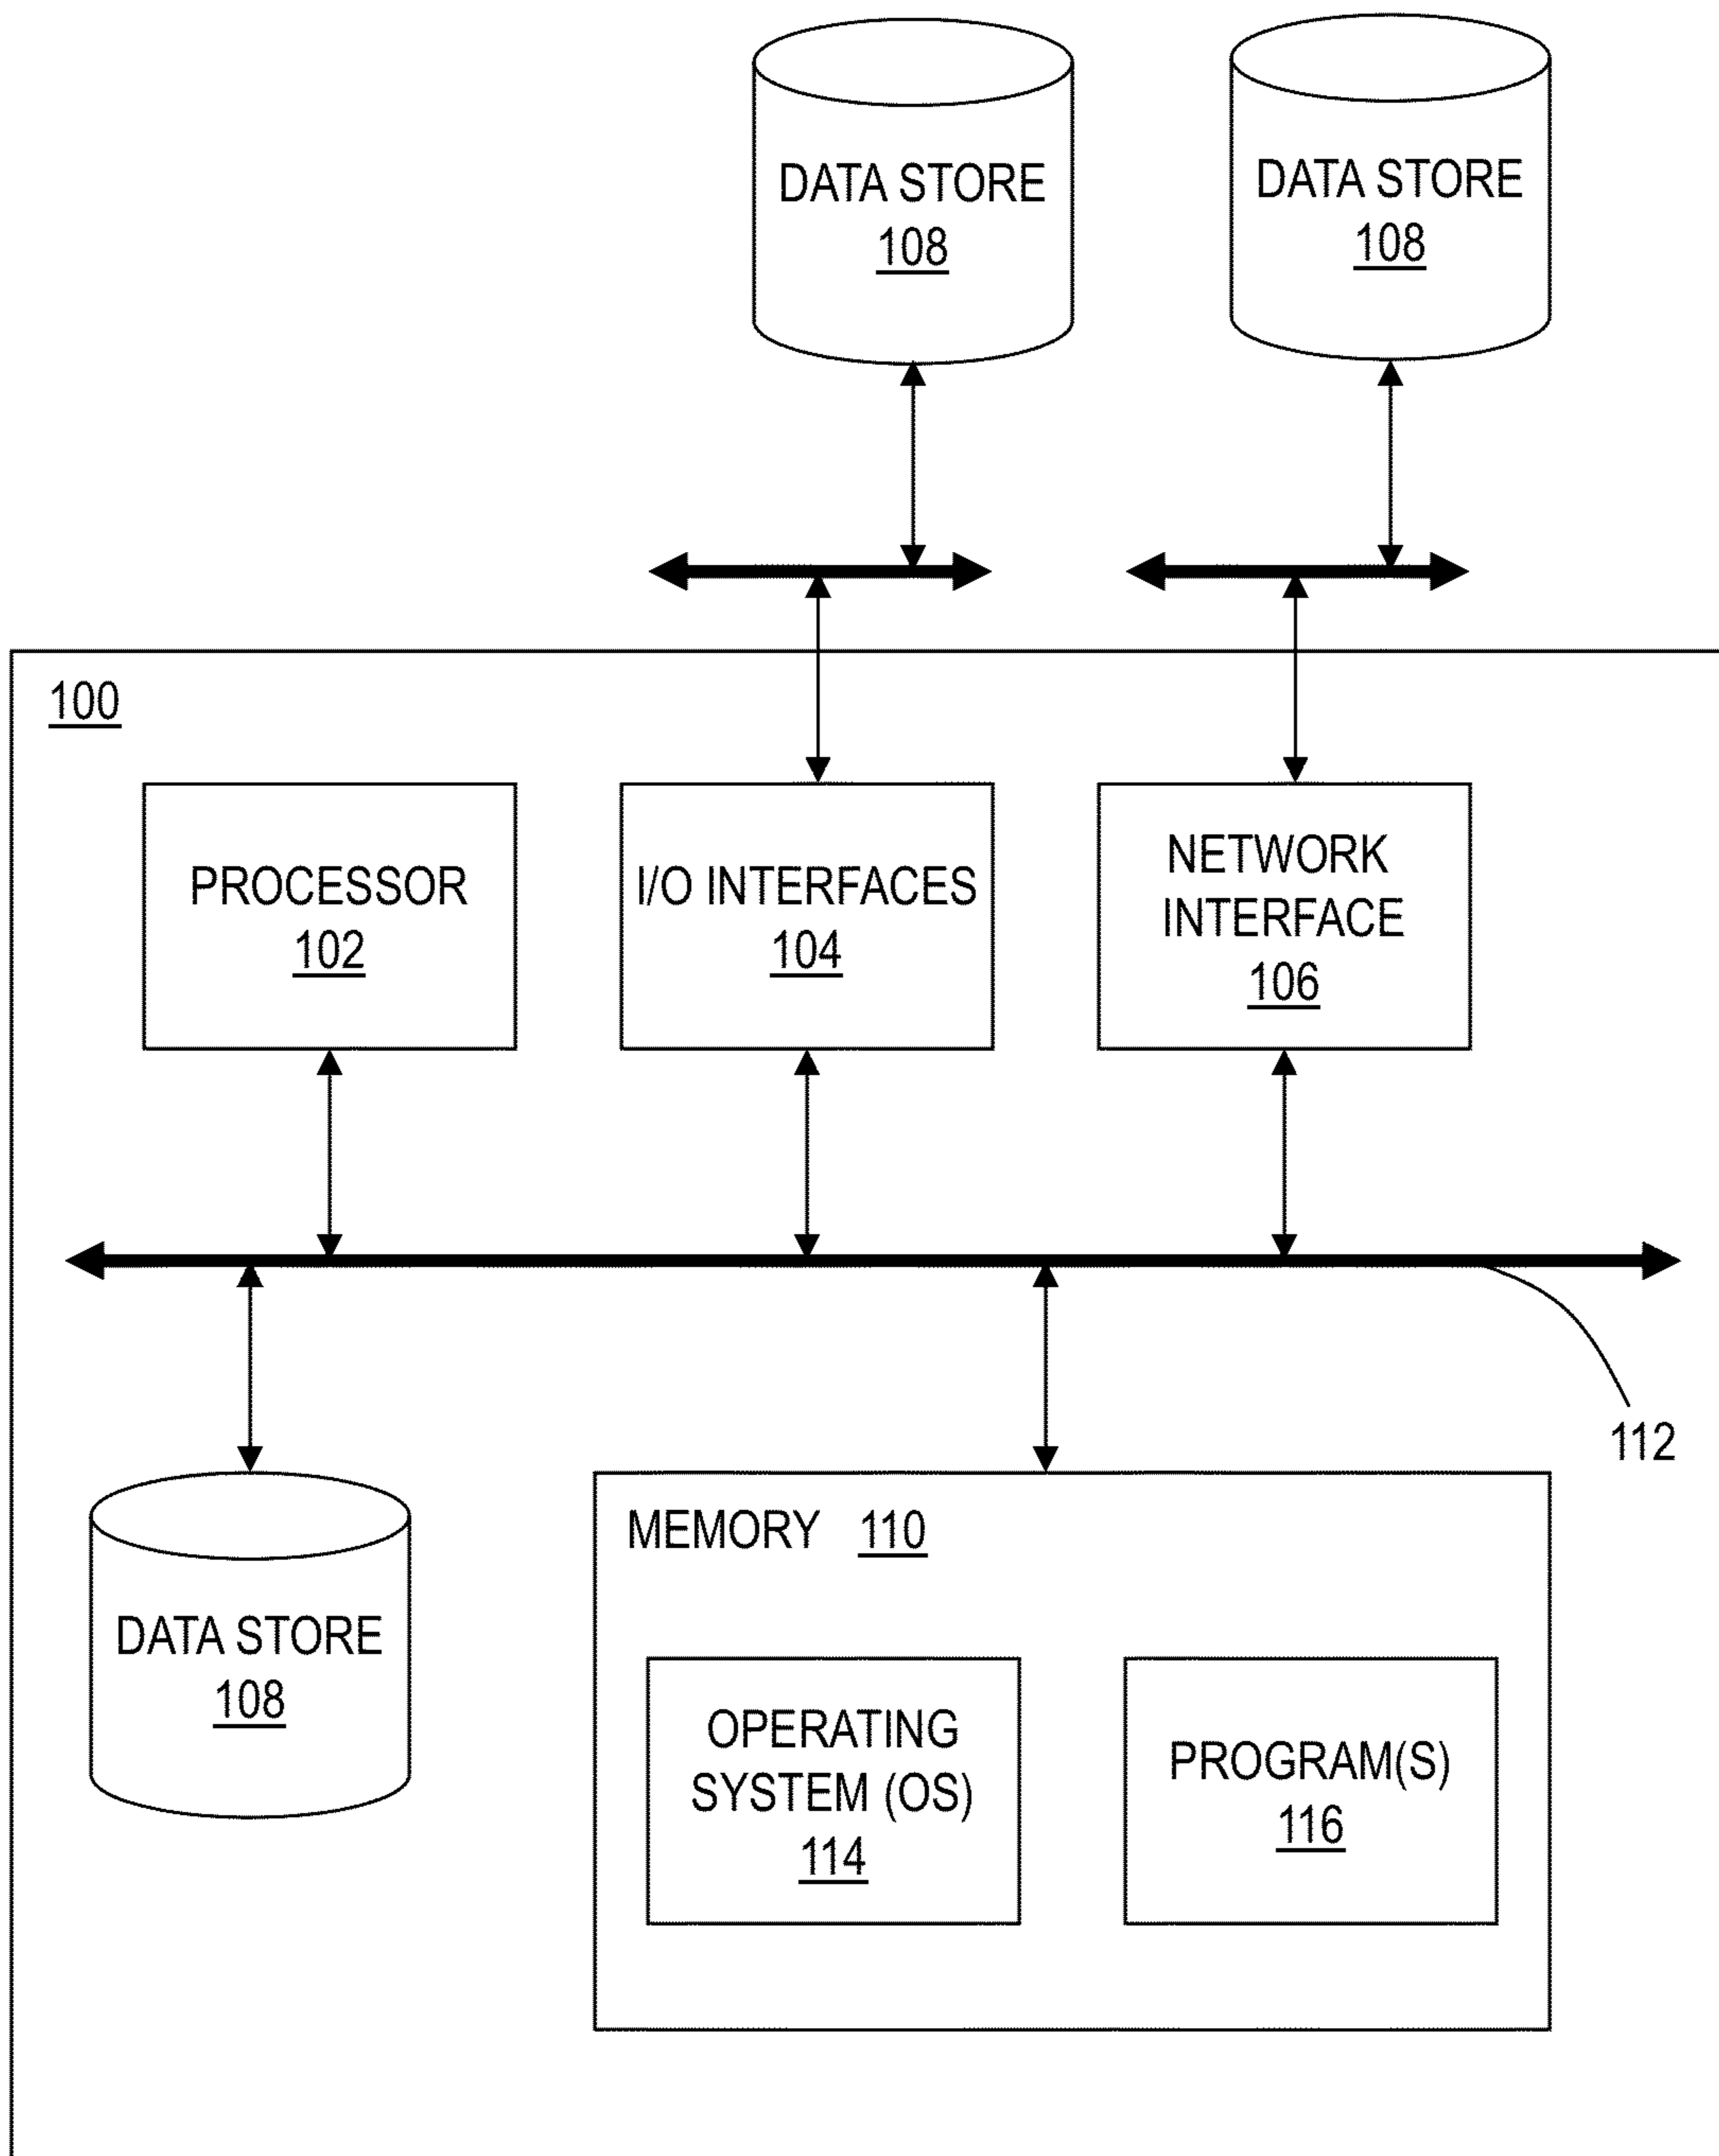 DATA STORE
108
DATA STORE
108
100
PROCESSOR
102
I/O INTERFACES
104
NETWORK
INTERFACE
106
112
DATA STORE
108
MEMORY 110
OPERATING
SYSTEM (OS)
114
PROGRAM(S)
116